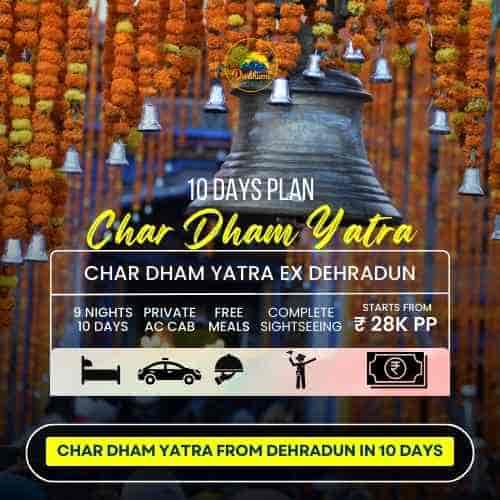 10 DAYS PLAN
Char Dham Yatra
CHAR DHAM YATRA EX DEHRADUN
9 NIGHTS
10 DAYS
PRIVATE
AC CAB
FREE
MEALS
COMPLETE
SIGHTSEEING
STARTS FROM
₹ 28K PP
₹
CHAR DHAM YATRA FROM DEHRADUN IN 10 DAYS